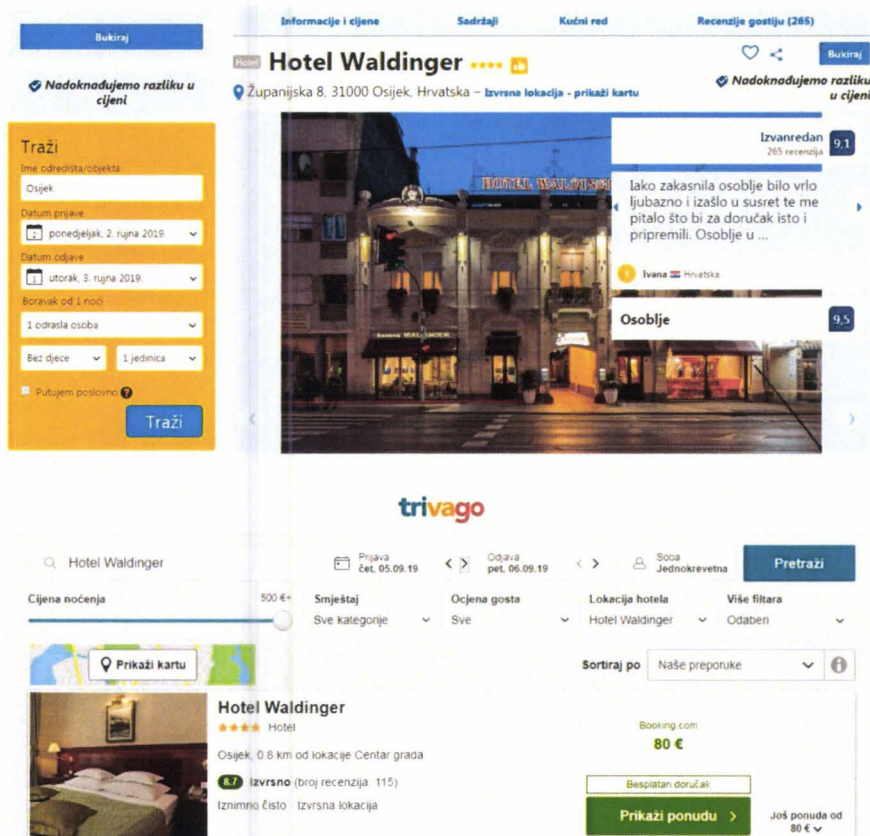 Bukiraj
Nadoknađujemo razliku u
cijeni
Traži
Ime odredišta/objekta:
Osijek
Datum prijave
ponedjeljak, 2. rujna 2019.
Datum odjave
utorak, 3. rujna 2019.
Boravak od 1 noći
1 odrasla osoba
Bez djece
1 jedinica
Putujem poslovno
Traži
Informacije i cijene
Sadržaji
Kućni red
Recenzije gostiju (265)
Hotel
Hotel Waldinger
Bukiraj
Županijska 8, 31000 Osijek, Hrvatska – Izvrsna lokacija - prikaži kartu
Nadoknađujemo razliku
u cijeni
HOTEL WALDINGER
Izvanredan
265 recenzija
9,1
Iako zakasnila osoblje bilo vrlo
ljubazno i izašlo u susret te me
pitalo što bi za doručak isto i
pripremili. Osoblje u ...
Ivana Hrvatska
Osoblje
9,5
trivago
Hotel Waldinger
Prijava
čet, 05.09.19
Odjava
pet, 06.09.19
Soba
Jednokrevetna
Pretraži
Cijena noćenja
500 €+
Smještaj
Sve kategorije
Ocjena gosta
Sve
Lokacija hotela
Hotel Waldinger
Više filtara
Odaberi
Prikaži kartu
Sortiraj po
Naše preporuke
Hotel Waldinger
Hotel
Osijek, 0.8 km od lokacije Centar grada
8.7 Izvrsno (broj recenzija: 115)
Iznimno čisto · Izvrsna lokacija
Booking.com
80 €
Besplatan doručak
Prikaži ponudu
Još ponuda od
80 €